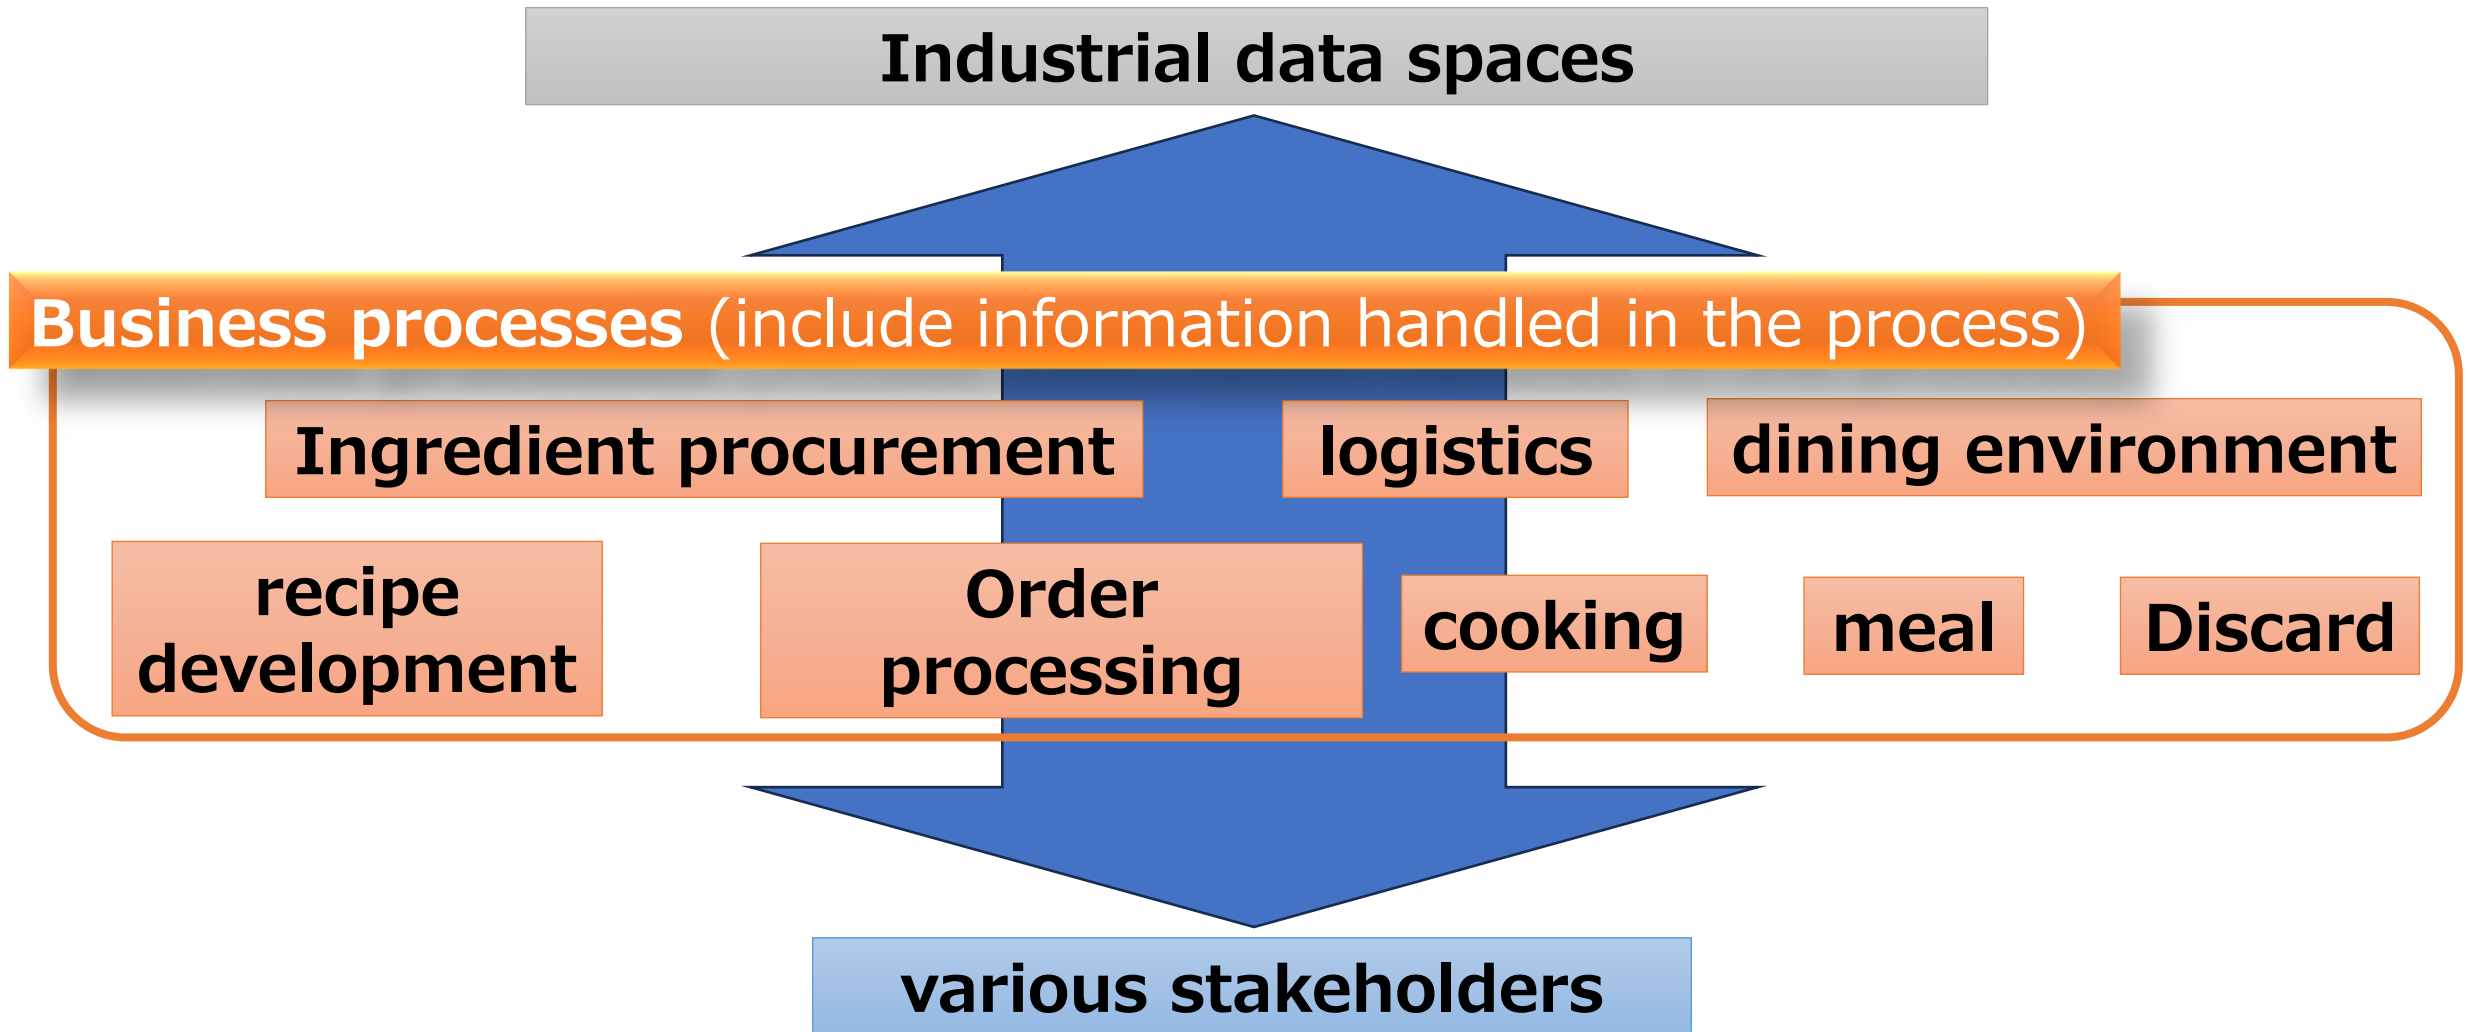 Industrial data spaces
Business processes (include information handled in the process)
Ingredient procurement
logistics
dining environment
recipe
development
Order
processing
cooking
meal
Discard
various stakeholders